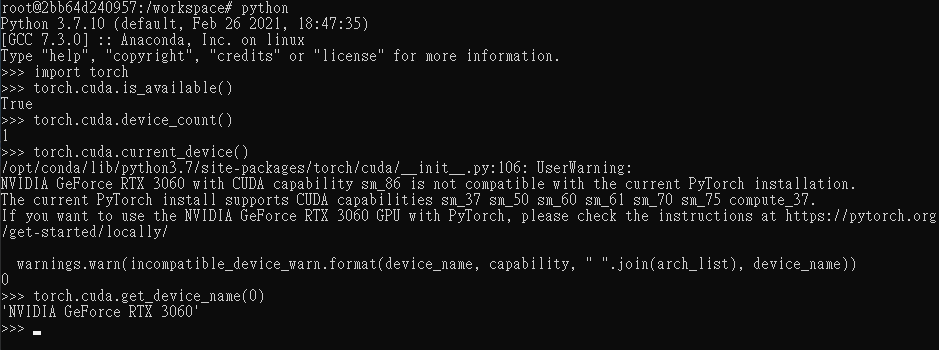 root@2bb64d240957:/workspace# python
Python 3.7.10 (default, Feb 26 2021, 18:47:35)
[GCC 7.3.0] :: Anaconda, Inc. on linux
Type "help", "copyright", "credits" or "license" for more information.
>>> import torch
>>> torch.cuda.is_available()
True
>>> torch.cuda.device_count()
1
>>> torch.cuda.current_device()
/opt/conda/lib/python3.7/site-packages/torch/cuda/__init__.py:106: UserWarning:
NVIDIA GeForce RTX 3060 with CUDA capability sm_86 is not compatible with the current PyTorch installation.
The current PyTorch install supports CUDA capabilities sm_37 sm_50 sm_60 sm_61 sm_70 sm_75 compute_37.
If you want to use the NVIDIA GeForce RTX 3060 GPU with PyTorch, please check the instructions at https://pytorch.org
/get-started/locally/
  warnings.warn(incompatible_device_warn.format(device_name, capability, " ".join(arch_list), device_name))
0
>>> torch.cuda.get_device_name(0)
'NVIDIA GeForce RTX 3060'
>>>